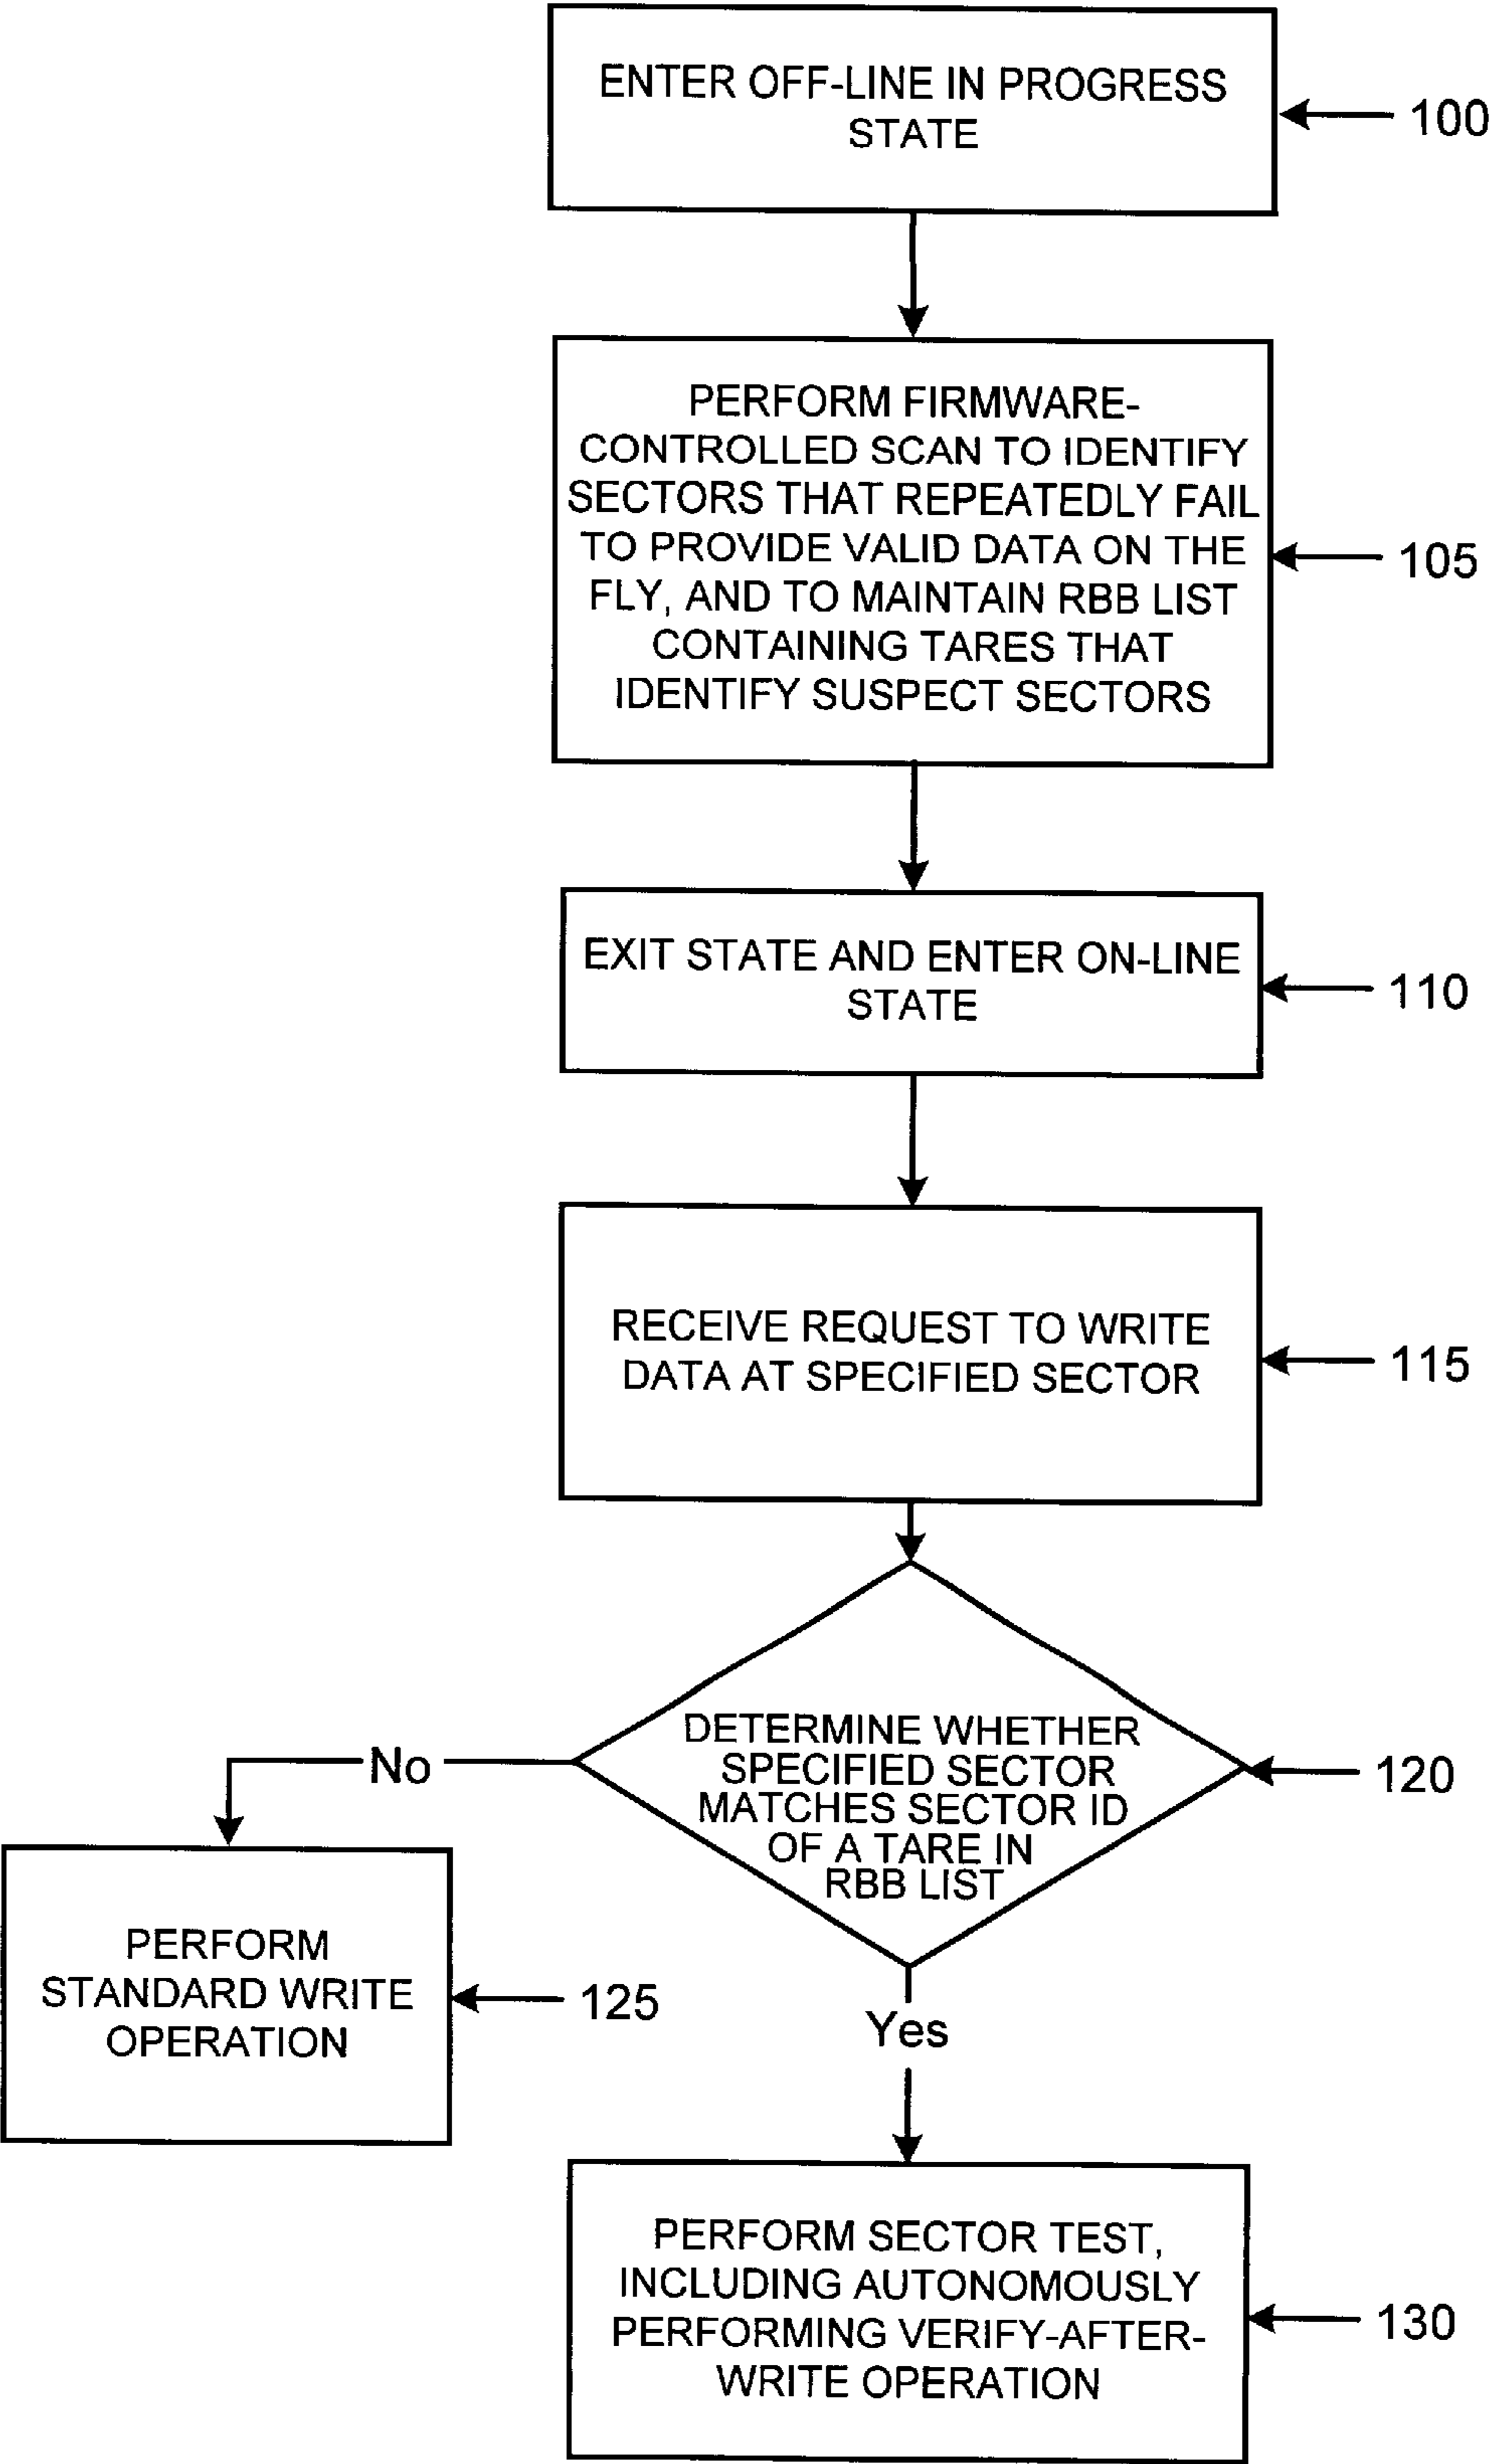 ENTER OFF-LINE IN PROGRESS
STATE
100
PERFORM FIRMWARE-
CONTROLLED SCAN TO IDENTIFY
SECTORS THAT REPEATEDLY FAIL
TO PROVIDE VALID DATA ON THE
FLY, AND TO MAINTAIN RBB LIST
CONTAINING TARES THAT
IDENTIFY SUSPECT SECTORS
105
EXIT STATE AND ENTER ON-LINE
STATE
110
RECEIVE REQUEST TO WRITE
DATA AT SPECIFIED SECTOR
115
DETERMINE WHETHER
SPECIFIED SECTOR
MATCHES SECTOR ID
OF A TARE IN
RBB LIST
120
No
PERFORM
STANDARD WRITE
OPERATION
125
Yes
PERFORM SECTOR TEST,
INCLUDING AUTONOMOUSLY
PERFORMING VERIFY-AFTER-
WRITE OPERATION
130